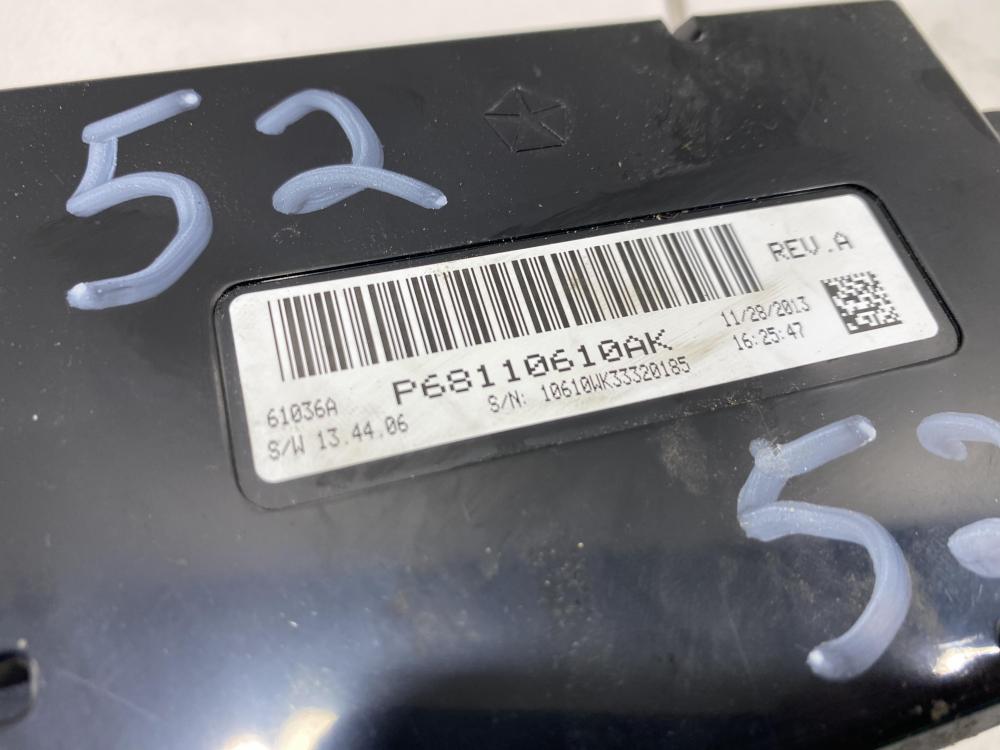 52
REV.A
11/28/2013
16:25:47
P68110610AK
S/N: 10610WK33320185
61036A
S/W 13.44.06
52